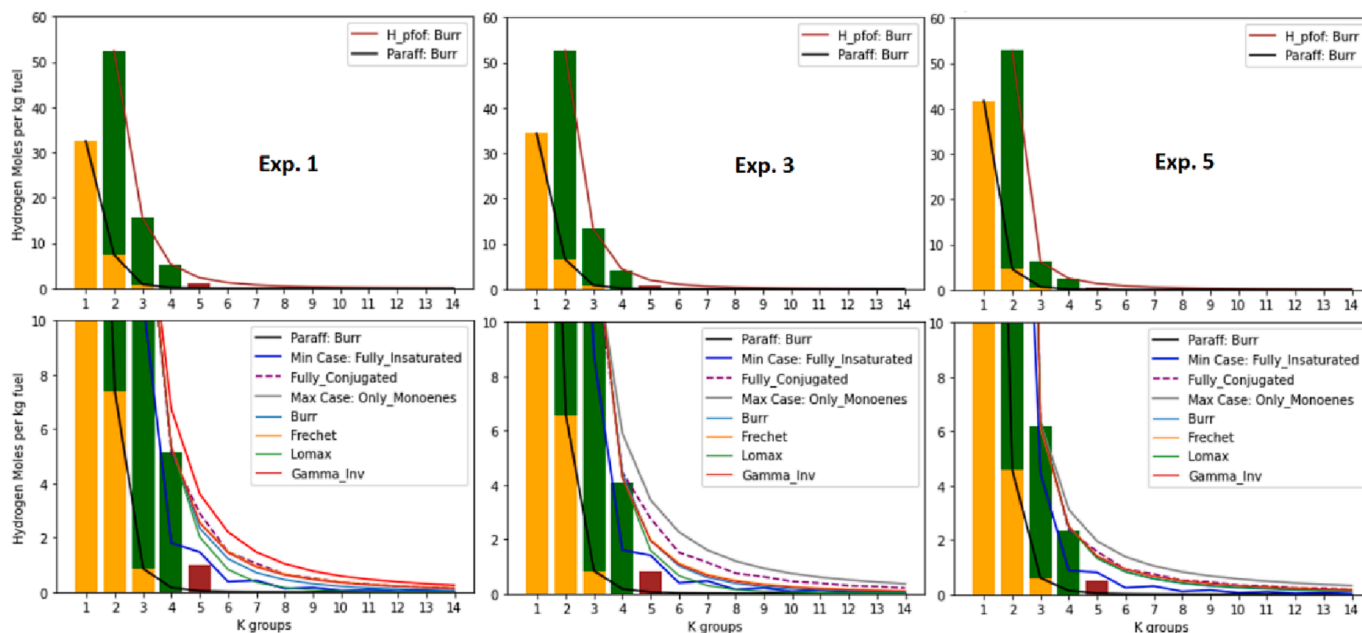 Hydrogen Moles per kg fuel
60
50
40
30
20
10
0
H_pfof: Burr
Paraff: Burr
Exp. 1
1 2 3 4 5 6 7 8 9 10 11 12 13 14
60
50
40
30
20
10
0
H_pfof: Burr
Paraff: Burr
Exp. 3
1 2 3 4 5 6 7 8 9 10 11 12 13 14
60
50
40
30
20
10
0
H_pfof: Burr
Paraff: Burr
Exp. 5
1 2 3 4 5 6 7 8 9 10 11 12 13 14
Hydrogen Moles per kg fuel
10
8
6
4
2
0
Paraff: Burr
Min Case: Fully_Insaturated
Fully_Conjugated
Max Case: Only_Monoenes
Burr
Frechet
Lomax
Gamma_Inv
1 2 3 4 5 6 7 8 9 10 11 12 13 14
K groups
10
8
6
4
2
0
Paraff: Burr
Min Case: Fully_Insaturated
Fully_Conjugated
Max Case: Only_Monoenes
Burr
Frechet
Lomax
Gamma_Inv
1 2 3 4 5 6 7 8 9 10 11 12 13 14
K groups
10
8
6
4
2
0
Paraff: Burr
Min Case: Fully_Insaturated
Fully_Conjugated
Max Case: Only_Monoenes
Burr
Frechet
Lomax
Gamma_Inv
1 2 3 4 5 6 7 8 9 10 11 12 13 14
K groups